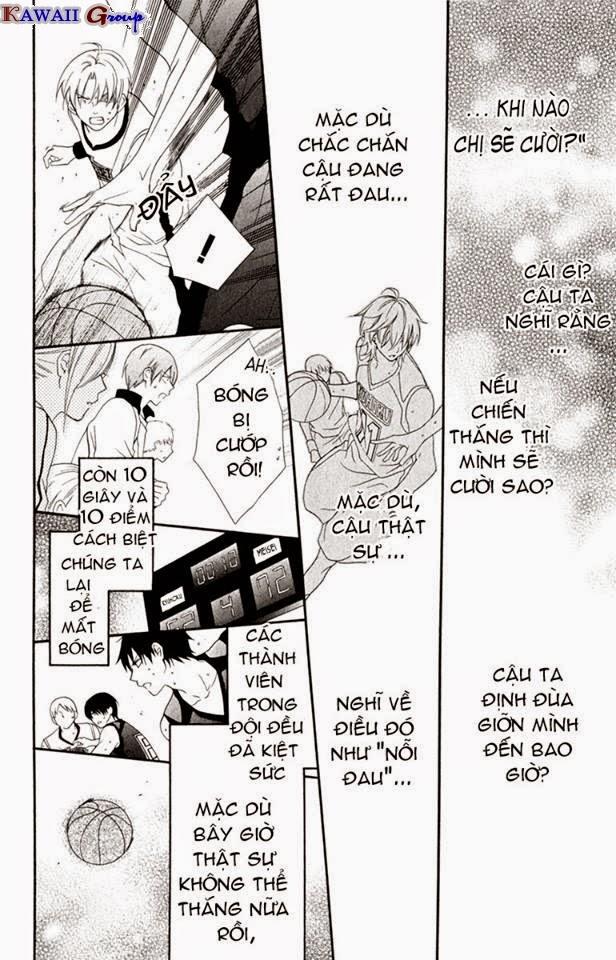 KAWAII Group
... KHI NÀO
CHỊ SẼ CƯỜI?"
CÁI GÌ?
CẬU TA
NGHĨ RẰNG
...
NẾU
CHIẾN
THẮNG THÌ
MÌNH SẼ
CƯỜI SAO?
CẬU TA
ĐỊNH ĐÙA
GIỠN MÌNH
ĐẾN BAO
GIỜ?
MẶC DÙ
CHẮC CHẮN
CẬU ĐANG
RẤT ĐAU...
MẶC DÙ,
CẬU THẬT
SỰ ...
NGHĨ VỀ
ĐIỀU ĐÓ
NHƯ "NỖI
ĐAU"...
ĐẨY
!
AH..
BÓNG
BỊ
CƯỚP
RỒI!
CÒN 10
GIÂY VÀ
10 ĐIỂM
CÁCH BIỆT
CHÚNG TA
LẠI
ĐỂ
MẤT
BÓNG
00:10
MEISEI
62 4 72
CÁC
THÀNH
VIÊN
TRONG
ĐỘI ĐỀU
ĐÃ KIỆT
SỨC
MẶC DÙ
BÂY GIỜ
THẬT SỰ
KHÔNG THỂ
THẮNG NỮA
RỒI,